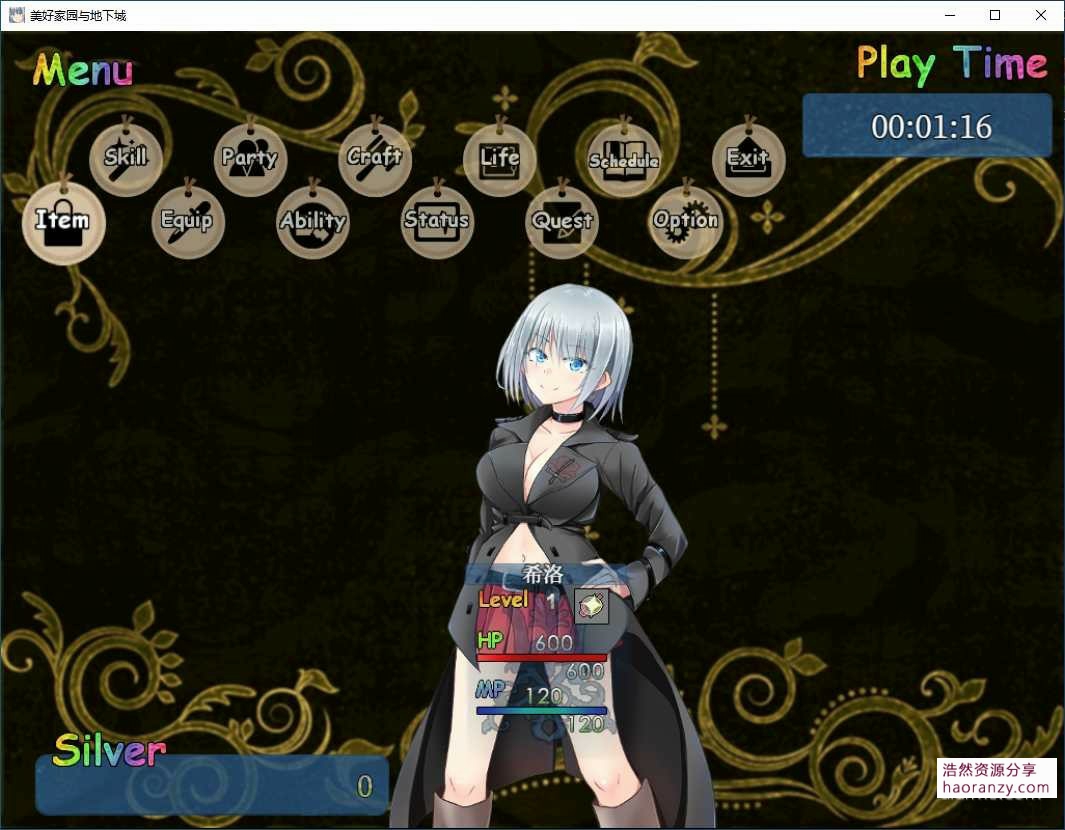 美好家园与地下城
Menu
Play Time
00:01:16
Skill
Party
Craft
Life
Schedule
Exit
Item
Equip
Ability
Status
Quest
Option
希洛
Level 1
HP 600
600
MP 120
120
Silver
0
浩然资源分享
haoranzy.com